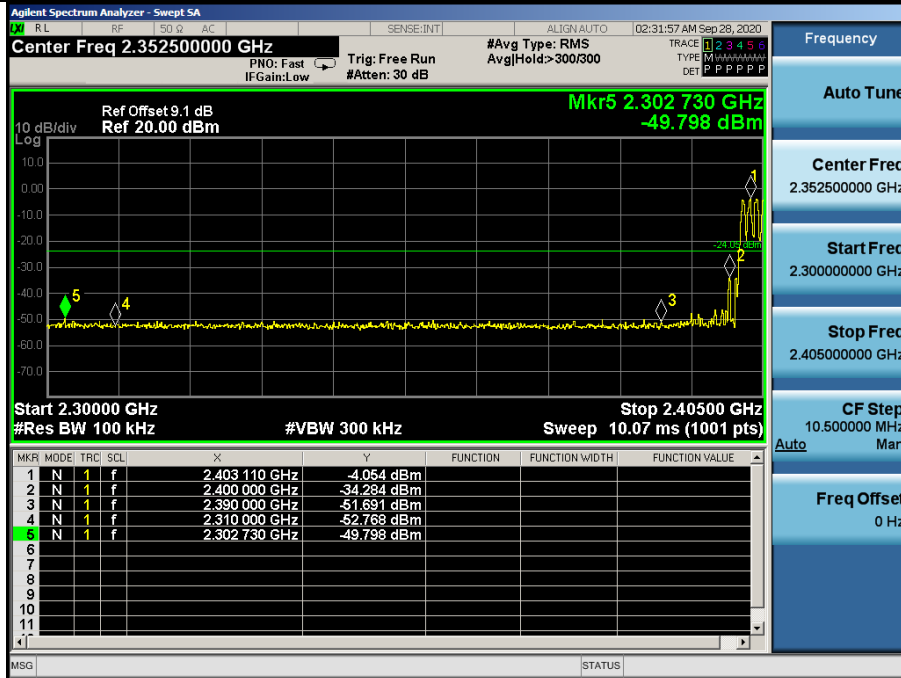 Agilent Spectrum Analyzer - Swept SA
LXI RL RF 50 Ω AC SENSE:INT ALIGN AUTO 02:31:57 AM Sep 28, 2020
Center Freq 2.352500000 GHz
PNO: Fast
IFGain:Low
Trig: Free Run
#Atten: 30 dB
#Avg Type: RMS
Avg|Hold:>300/300
TRACE 1 2 3 4 5 6
TYPE M
DET P P P P P P
Ref Offset 9.1 dB
Ref 20.00 dBm
10 dB/div
Log
Mkr5 2.302 730 GHz
-49.798 dBm
10.0
0.00
-10.0
-20.0
-30.0
-40.0
-50.0
-60.0
-70.0
1
-24.05 dBm
2
5
4
3
Start 2.30000 GHz Stop 2.40500 GHz
#Res BW 100 kHz #VBW 300 kHz Sweep 10.07 ms (1001 pts)
MKR MODE TRC SCL X Y FUNCTION FUNCTION WIDTH FUNCTION VALUE
1 N 1 f 2.403 110 GHz -4.054 dBm
2 N 1 f 2.400 000 GHz -34.284 dBm
3 N 1 f 2.390 000 GHz -51.691 dBm
4 N 1 f 2.310 000 GHz -52.768 dBm
5 N 1 f 2.302 730 GHz -49.798 dBm
6
7
8
9
10
11
MSG STATUS
Frequency
Auto Tune
Center Freq
2.352500000 GHz
Start Freq
2.300000000 GHz
Stop Freq
2.405000000 GHz
CF Step
10.500000 MHz
Auto Man
Freq Offset
0 Hz